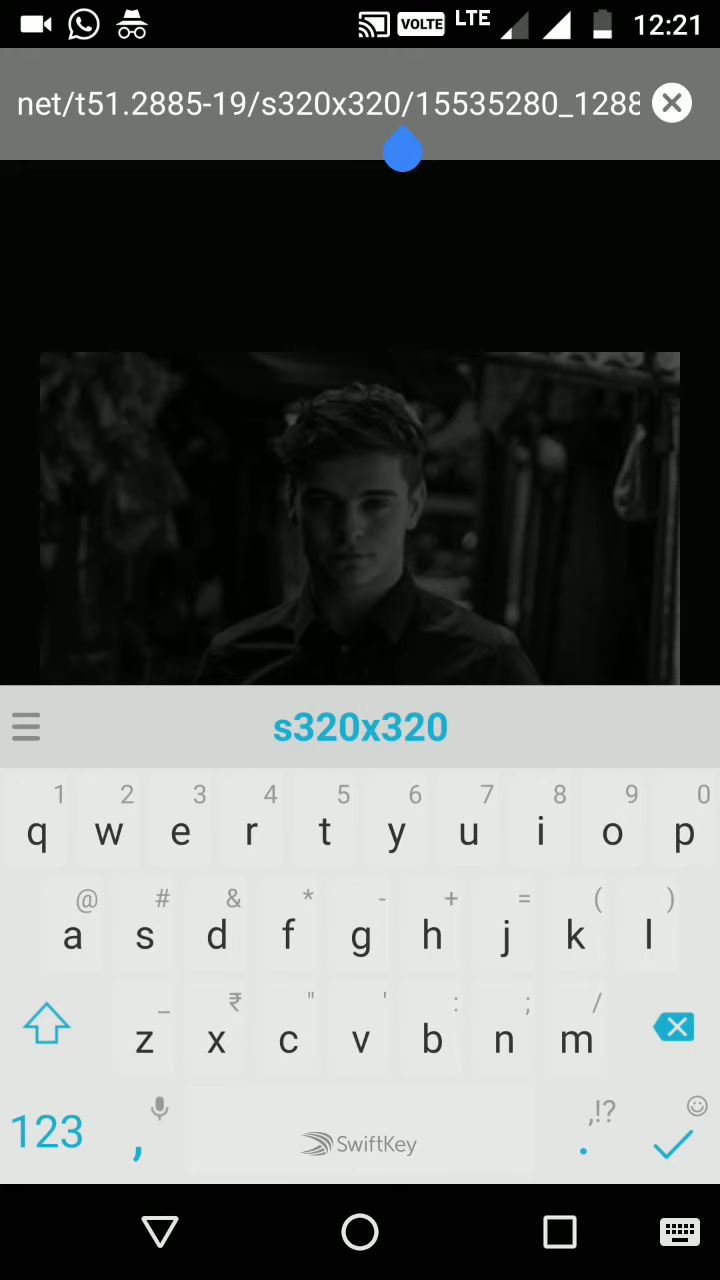 VOLTE LTE 12:21
net/t51.2885-19/s320x320/15535280_1288
s320x320
1 2 3 4 5 6 7 8 9 0
q w e r t y u i o p
@ # & * - + = ( )
a s d f g h j k l
_ ₹ " ' : ; /
z x c v b n m
,!?
123 , SwiftKey .